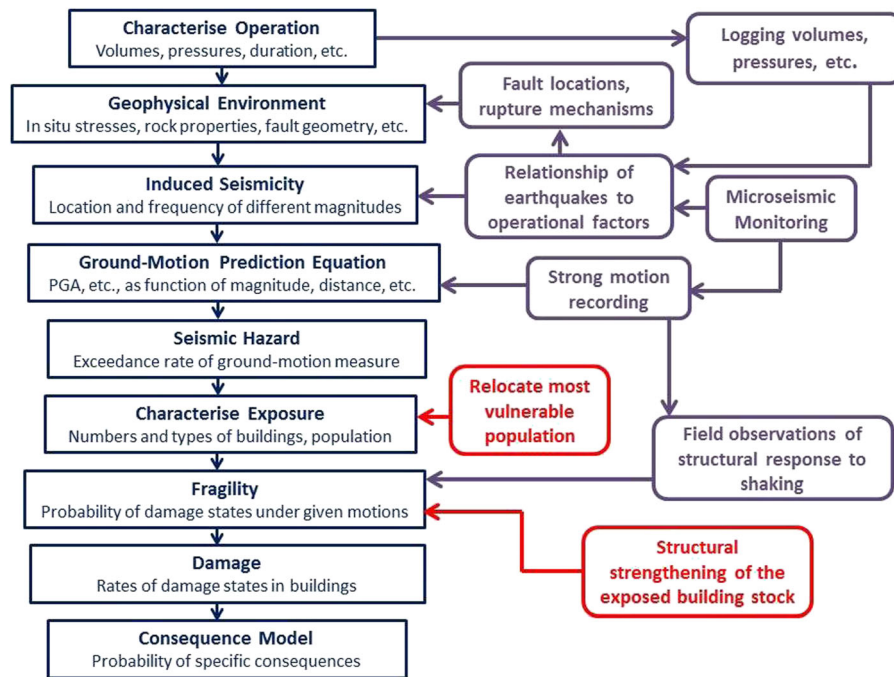 Characterise Operation
Volumes, pressures, duration, etc.
Logging volumes,
pressures, etc.
Geophysical Environment
In situ stresses, rock properties, fault geometry, etc.
Fault locations,
rupture mechanisms
Induced Seismicity
Location and frequency of different magnitudes
Relationship of
earthquakes to
operational factors
Microseismic
Monitoring
Ground-Motion Prediction Equation
PGA, etc., as function of magnitude, distance, etc.
Strong motion
recording
Seismic Hazard
Exceedance rate of ground-motion measure
Relocate most
vulnerable
population
Characterise Exposure
Numbers and types of buildings, population
Field observations of
structural response to
shaking
Fragility
Probability of damage states under given motions
Structural
strengthening of the
exposed building stock
Damage
Rates of damage states in buildings
Consequence Model
Probability of specific consequences